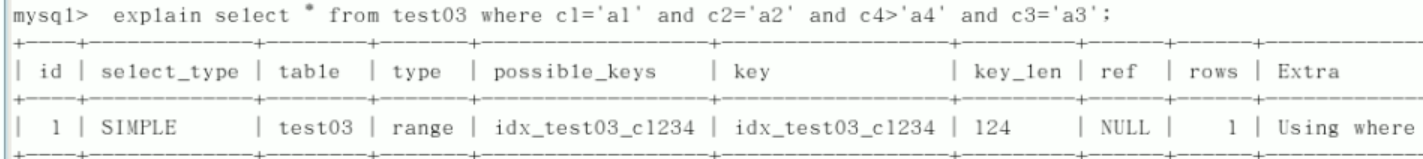 mysql>  explain select * from test03 where c1='a1' and c2='a2' and c4>'a4' and c3='a3';
| id | select_type | table | type | possible_keys | key | key_len | ref | rows | Extra
| 1 | SIMPLE | test03 | range | idx_test03_c1234 | idx_test03_c1234 | 124 | NULL | 1 | Using where